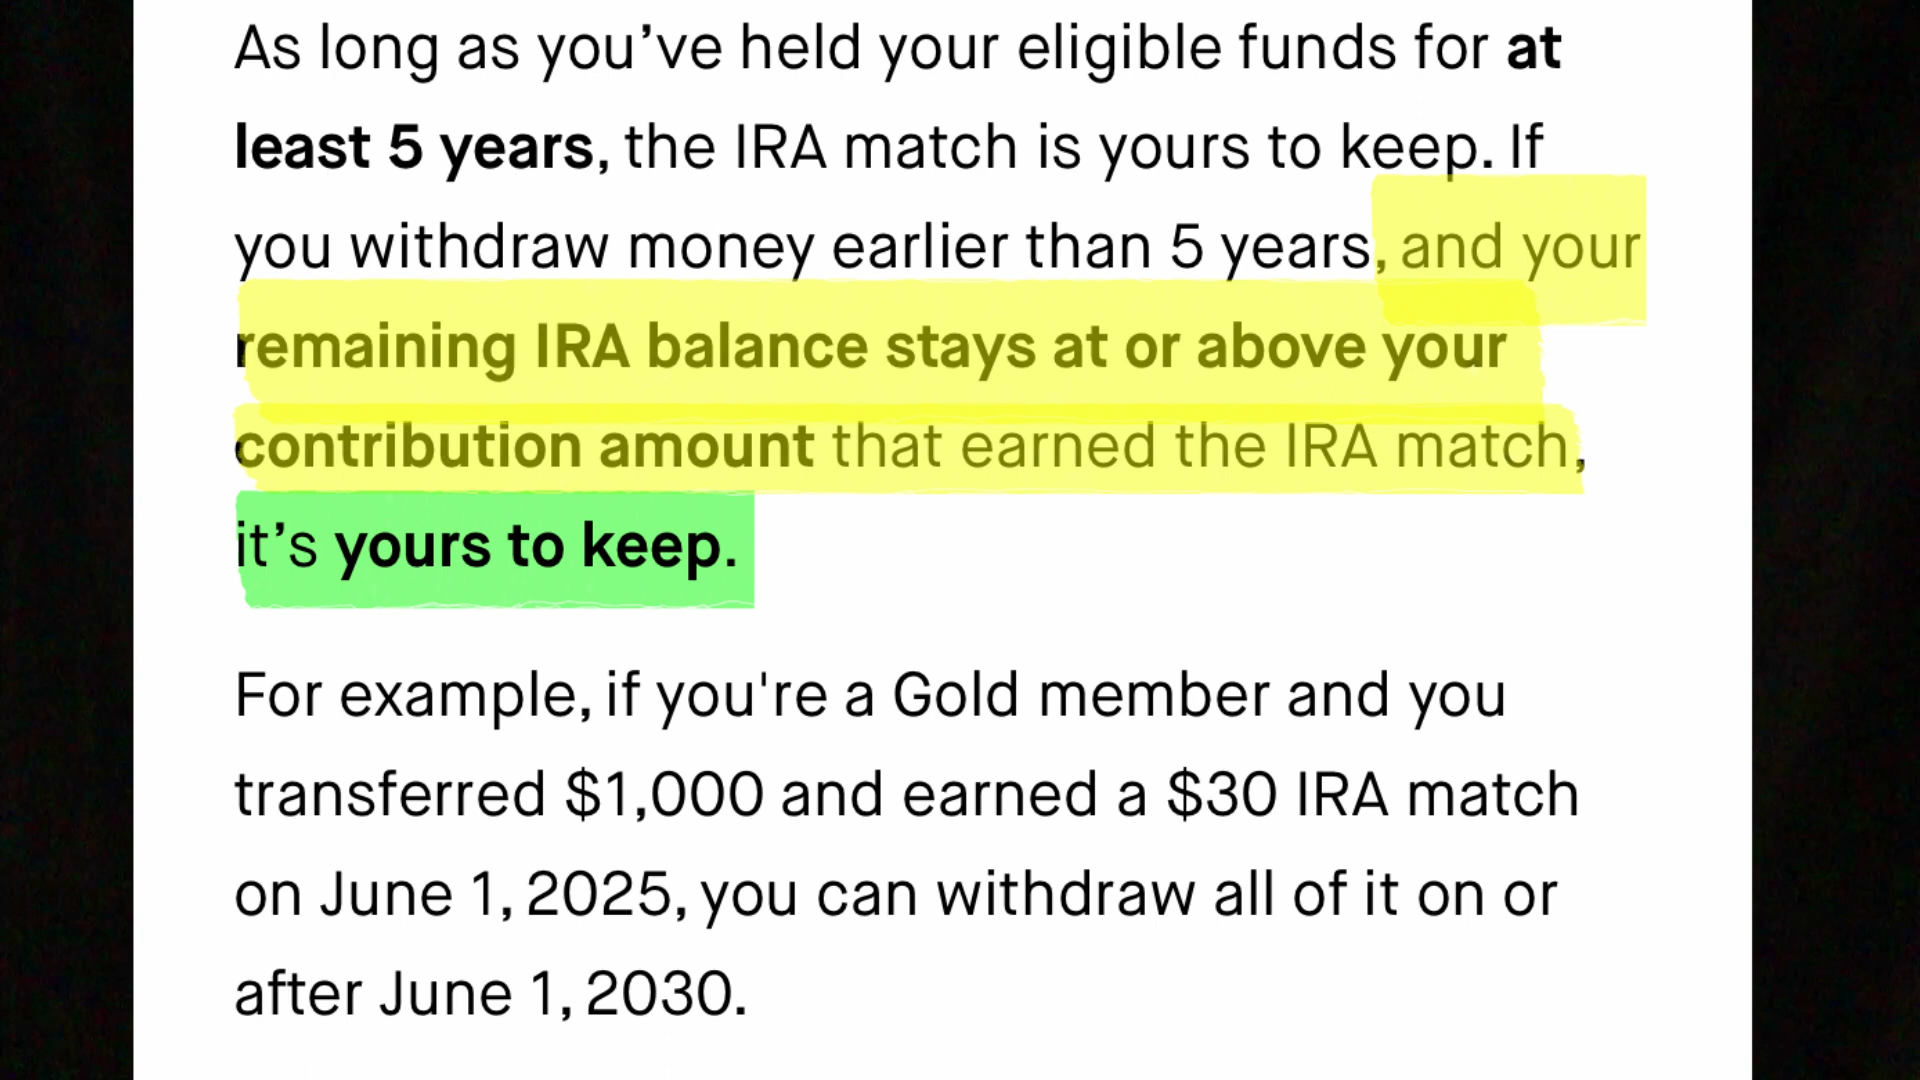 As long as you’ve held your eligible funds for at
least 5 years, the IRA match is yours to keep. If
you withdraw money earlier than 5 years, and your
remaining IRA balance stays at or above your
contribution amount that earned the IRA match,
it’s yours to keep.
For example, if you're a Gold member and you
transferred $1,000 and earned a $30 IRA match
on June 1, 2025, you can withdraw all of it on or
after June 1, 2030.